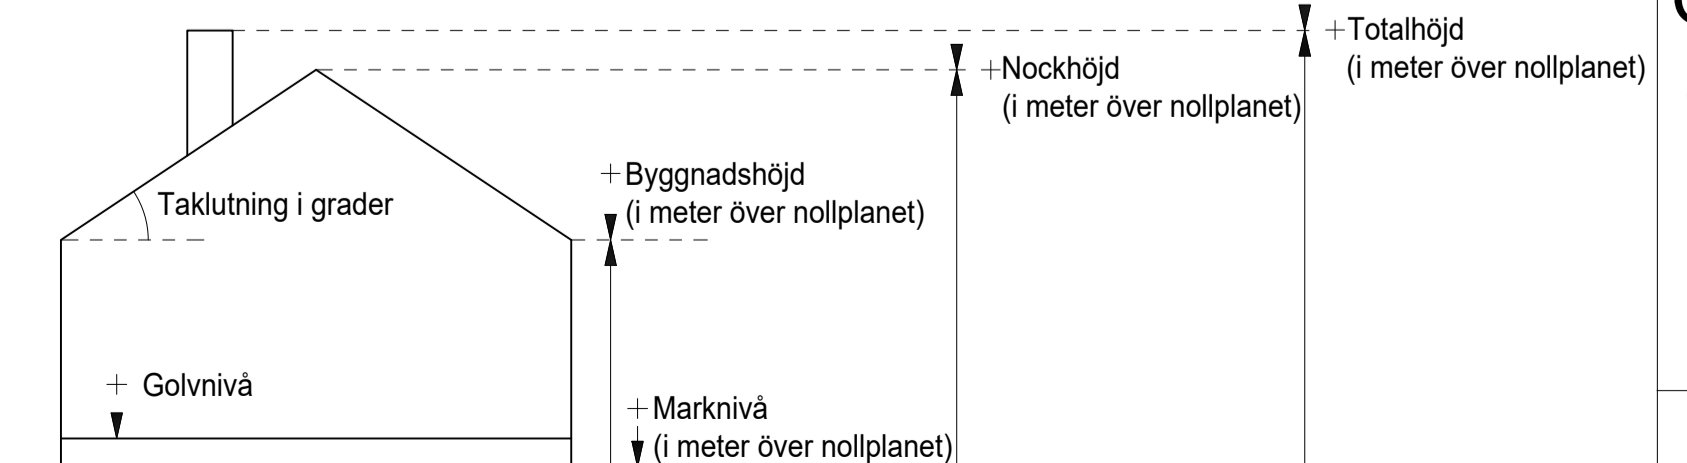 +Totalhöjd
(i meter över nollplanet)
+Nockhöjd
(i meter över nollplanet)
+Byggnadshöjd
(i meter över nollplanet)
Taklutning i grader
+ Golvnivå
+Marknivå
(i meter över nollplanet)